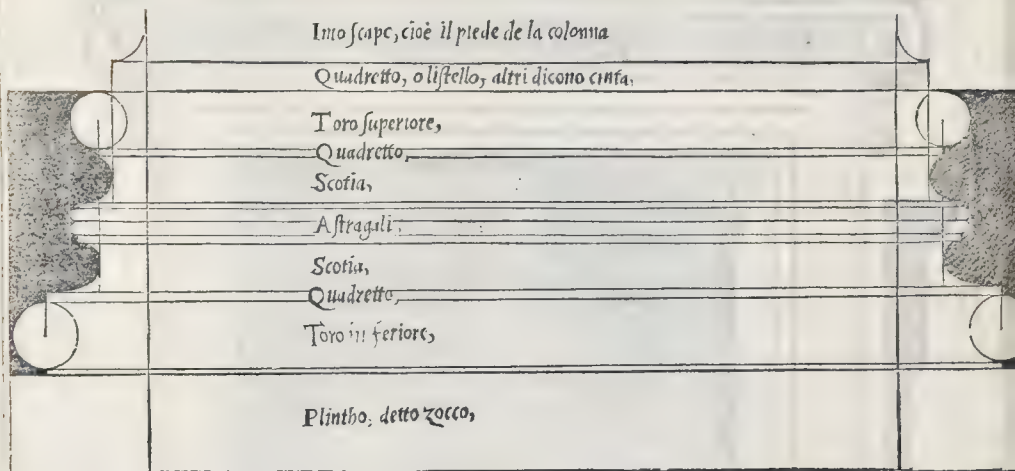 Imo ſcapo, cioè il piede de la colonna
Quadretto, o liſtello, altri dicono cinta,
Toro ſuperiore,
Quadretto,
Scotia,
Aſtragali,
Scotia,
Quadretto,
Toro inferiore,
Plintho, detto zocco,